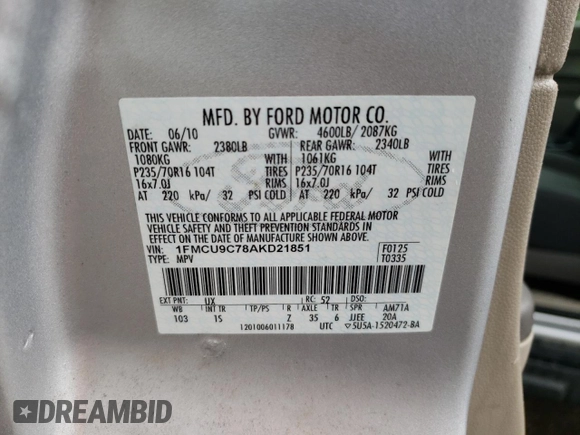 MFD. BY FORD MOTOR CO.
DATE: 06/10 GVWR: 4600LB/ 2087KG
FRONT GAWR: 2380LB REAR GAWR: 2340LB
1080KG WITH 1061KG WITH
P235/70R16 104T TIRES P235/70R16 104T TIRES
16x7.0J RIMS 16x7.0J RIMS
AT 220 kPa/ 32 PSI COLD AT 220 kPa/ 32 PSI COLD
THIS VEHICLE CONFORMS TO ALL APPLICABLE FEDERAL MOTOR
VEHICLE SAFETY AND THEFT PREVENTION STANDARDS
IN EFFECT ON THE DATE OF MANUFACTURE SHOWN ABOVE.
VIN: 1FMCU9C78AKD21851 F0125
TYPE: MPV T0335
EXT PNT: UX RC: 52 DSO:
WB INT TR TP/PS R AXLE TR SPR AM71A
103 15 Z 35 6 JJEE 20A
1201006011178 UTC ▽5U5A-1520472-BA
DREAMBID